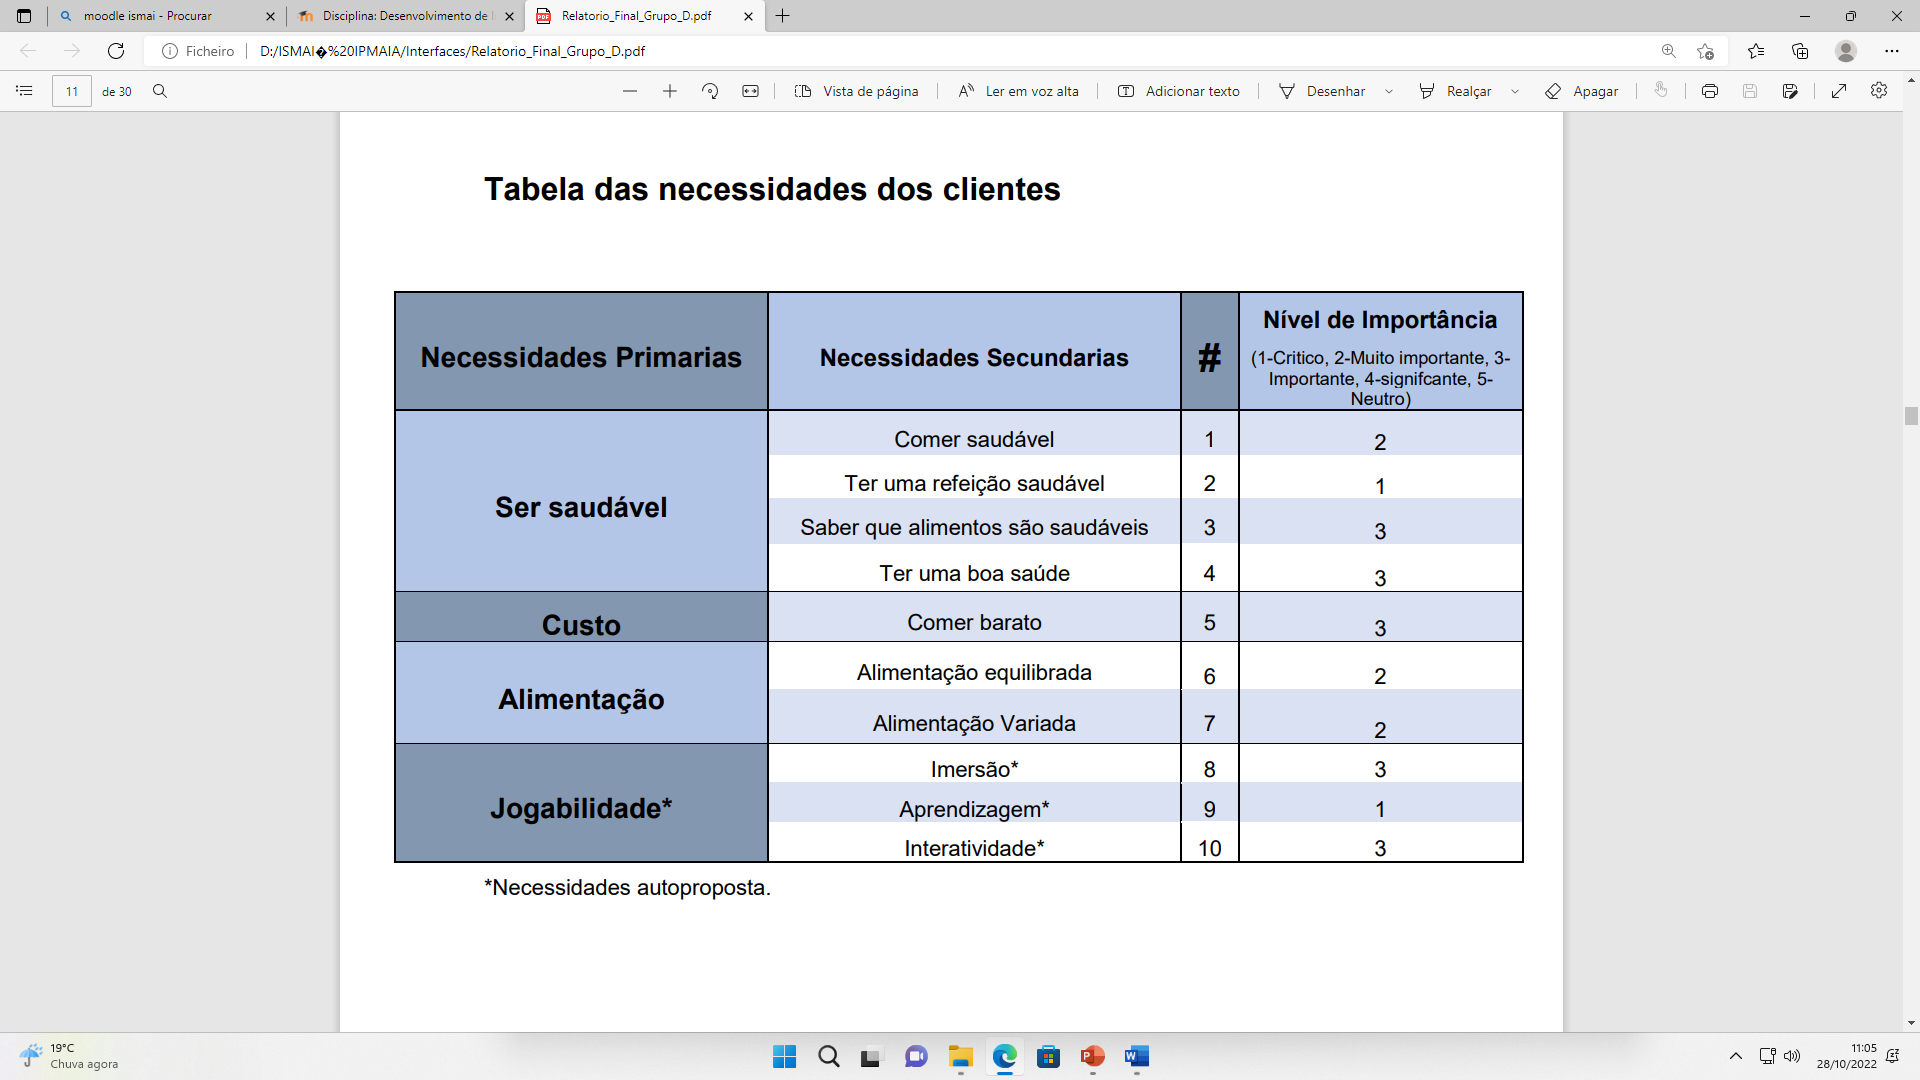 moodle ismai - Procurar
Disciplina: Desenvolvimento de
Relatorio_Final_Grupo_D.pdf
Ficheiro
D:/ISMAI�%20IPMAIA/Interfaces/Relatorio_Final_Grupo_D.pdf
11 de 30
Vista de página
Ler em voz alta
Adicionar texto
Desenhar
Realçar
Apagar
Tabela das necessidades dos clientes
Necessidades Primarias
Necessidades Secundarias
#
Nível de Importância
(1-Critico, 2-Muito importante, 3-
Importante, 4-signifcante, 5-
Neutro)
Ser saudável
Comer saudável 1 2
Ter uma refeição saudável 2 1
Saber que alimentos são saudáveis 3 3
Ter uma boa saúde 4 3
Custo
Comer barato 5 3
Alimentação
Alimentação equilibrada 6 2
Alimentação Variada 7 2
Jogabilidade*
Imersão* 8 3
Aprendizagem* 9 1
Interatividade* 10 3
*Necessidades autoproposta.
19°C
Chuva agora
11:05
28/10/2022